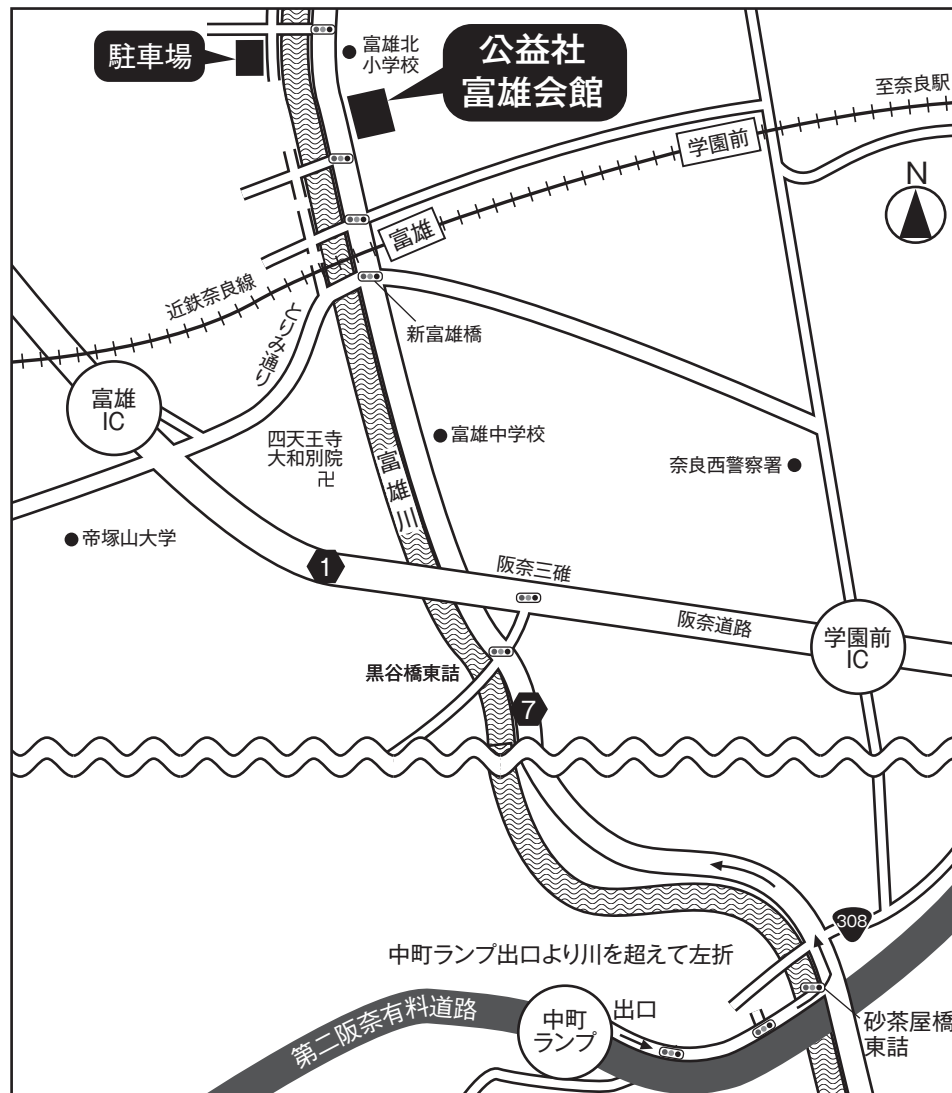 駐車場
富雄北
小学校
公益社
富雄会館
至奈良駅
学園前
N
富雄
近鉄奈良線
とりみ通り
新富雄橋
富雄
IC
四天王寺
大和別院
卍
富雄川
富雄中学校
奈良西警察署
帝塚山大学
1
阪奈三碓
阪奈道路
学園前
IC
黒谷橋東詰
7
308
中町ランプ出口より川を超えて左折
出口
中町
ランプ
第二阪奈有料道路
砂茶屋橋
東詰